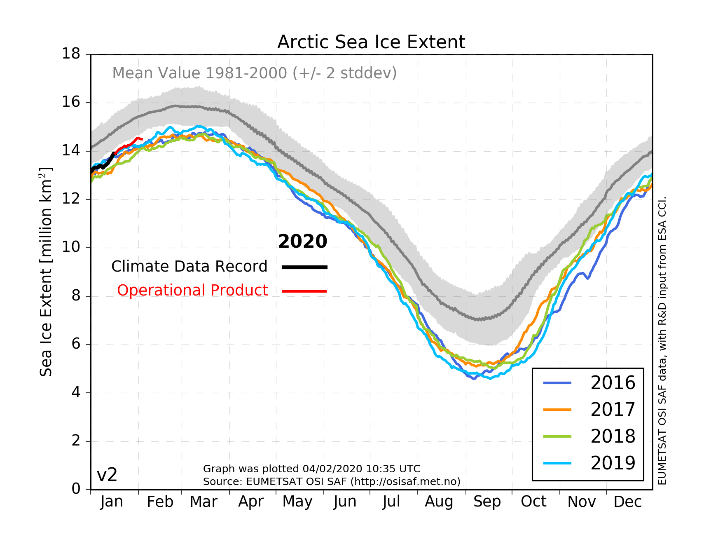 Arctic Sea Ice Extent
Mean Value 1981-2000 (+/- 2 stddev)
Sea Ice Extent [million km²]
18
16
14
12
10
8
6
4
2
0
2020
Climate Data Record
Operational Product
2016
2017
2018
2019
v2
Graph was plotted 04/02/2020 10:35 UTC
Source: EUMETSAT OSI SAF (http://osisaf.met.no)
Jan Feb Mar Apr May Jun Jul Aug Sep Oct Nov Dec
EUMETSAT OSI SAF data, with R&D input from ESA CCI.